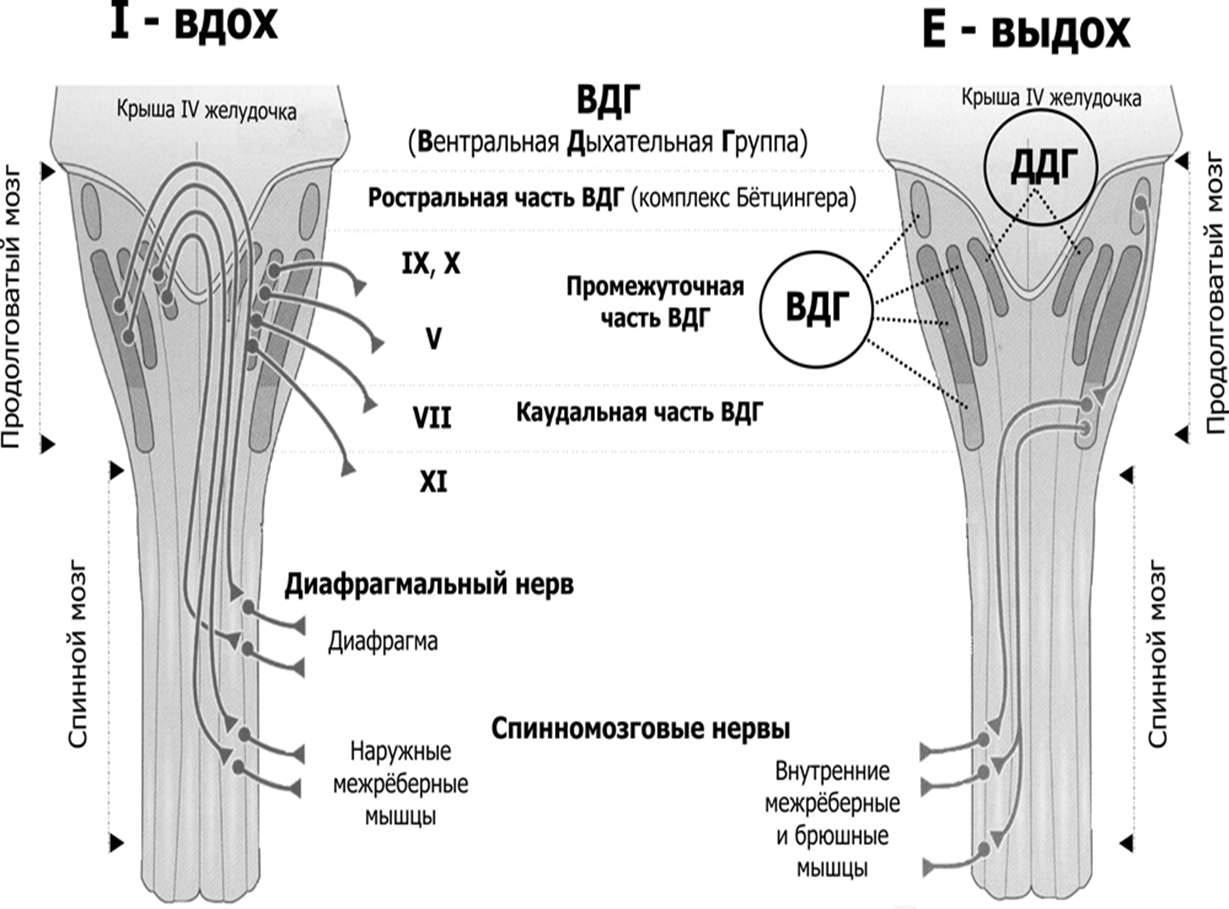 I - вдох
E - выдох
Крыша IV желудочка
ВДГ
(Вентральная Дыхательная Группа)
Крыша IV желудочка
ДДГ
Продолговатый мозг
Ростральная часть ВДГ (комплекс Бётцингера)
Продолговатый мозг
IX, X
Промежуточная
часть ВДГ
ВДГ
V
VII
Каудальная часть ВДГ
XI
Спинной мозг
Диафрагмальный нерв
Диафрагма
Спинной мозг
Спинномозговые нервы
Наружные
межрёберные
мышцы
Внутренние
межрёберные
и брюшные
мышцы